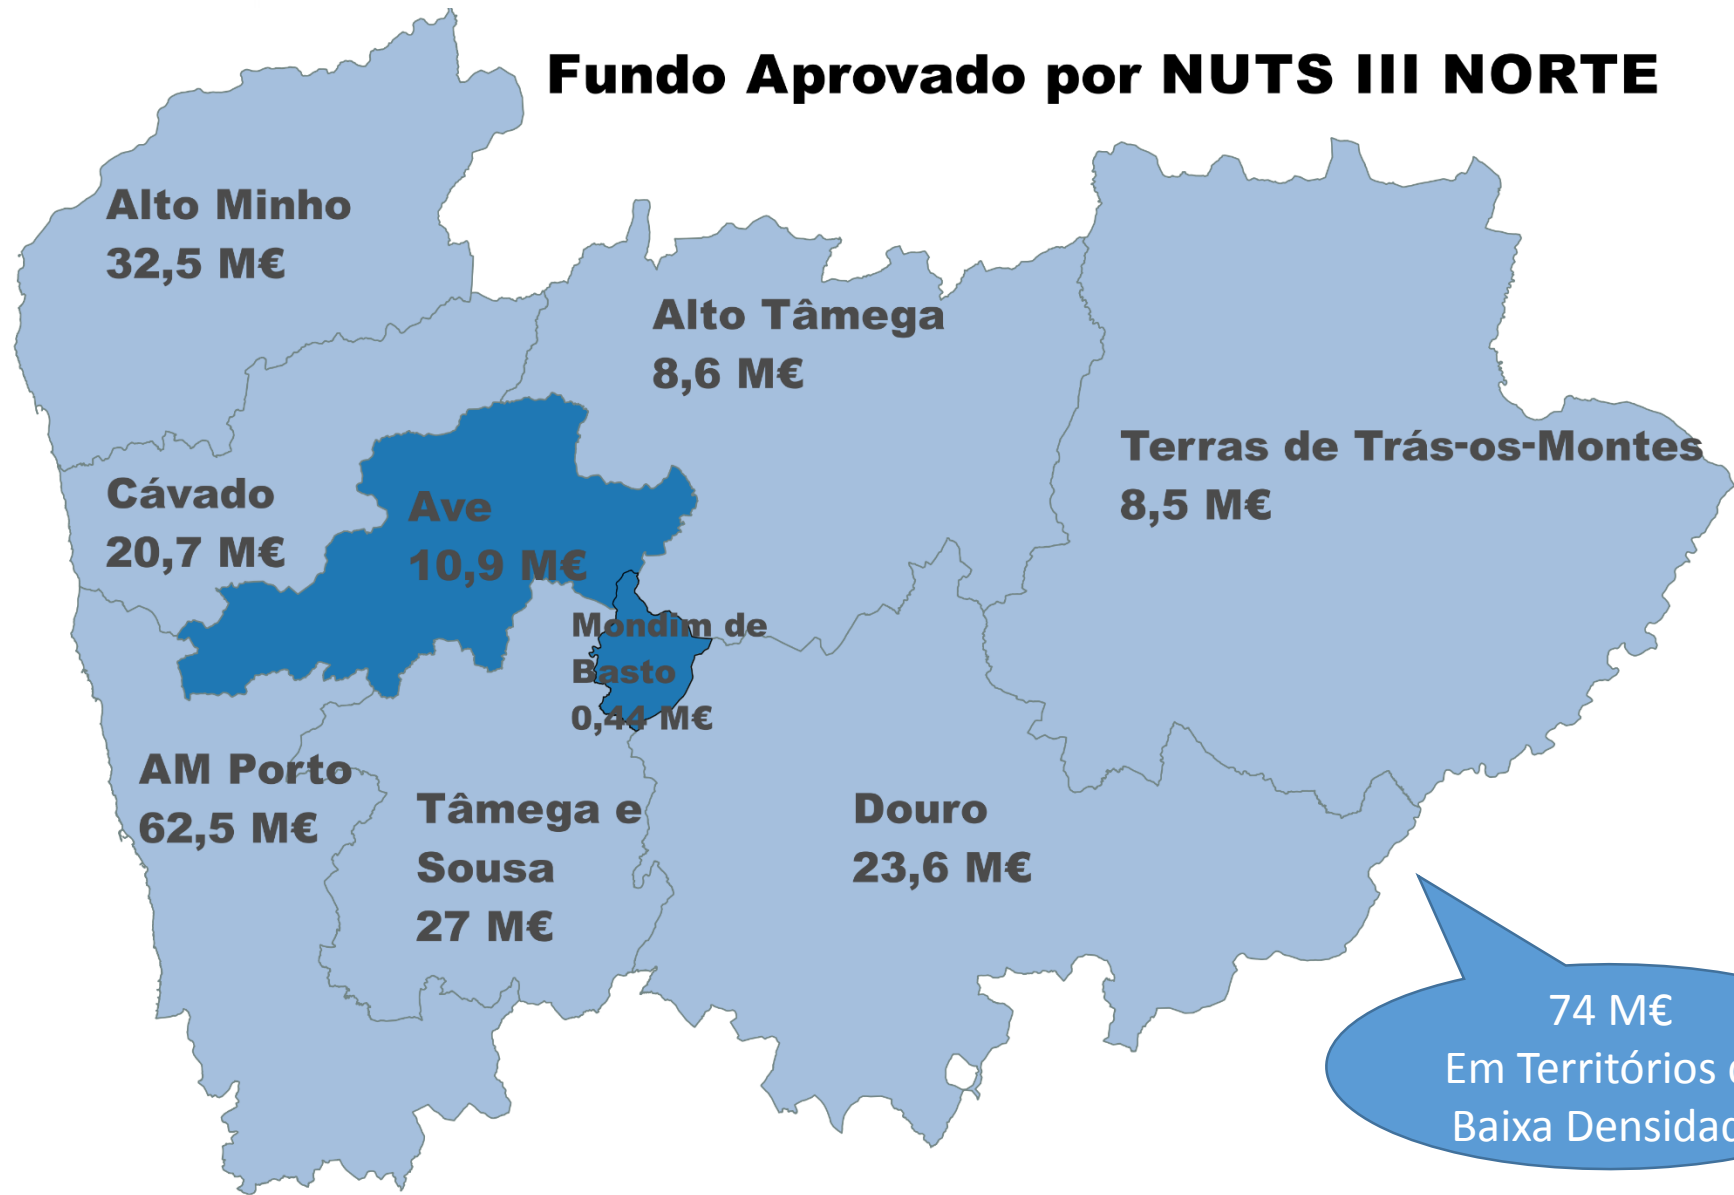 Fundo Aprovado por NUTS III NORTE
Alto Minho
32,5 M€
Alto Tâmega
8,6 M€
Terras de Trás-os-Montes
8,5 M€
Cávado
20,7 M€
Ave
10,9 M€
Mondim de
Basto
0,44 M€
AM Porto
62,5 M€
Tâmega e
Sousa
27 M€
Douro
23,6 M€
74 M€
Em Territórios
Baixa